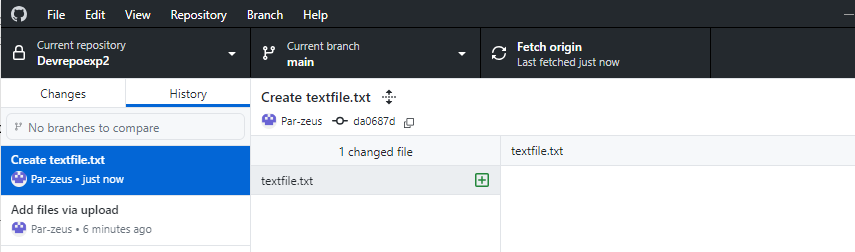 File Edit View Repository Branch Help
Current repository
Devrepoexp2
Current branch
main
Fetch origin
Last fetched just now
Changes History
No branches to compare
Create textfile.txt
Par-zeus • just now
Add files via upload
Par-zeus • 6 minutes ago
Create textfile.txt
Par-zeus da0687d
1 changed file
textfile.txt
textfile.txt